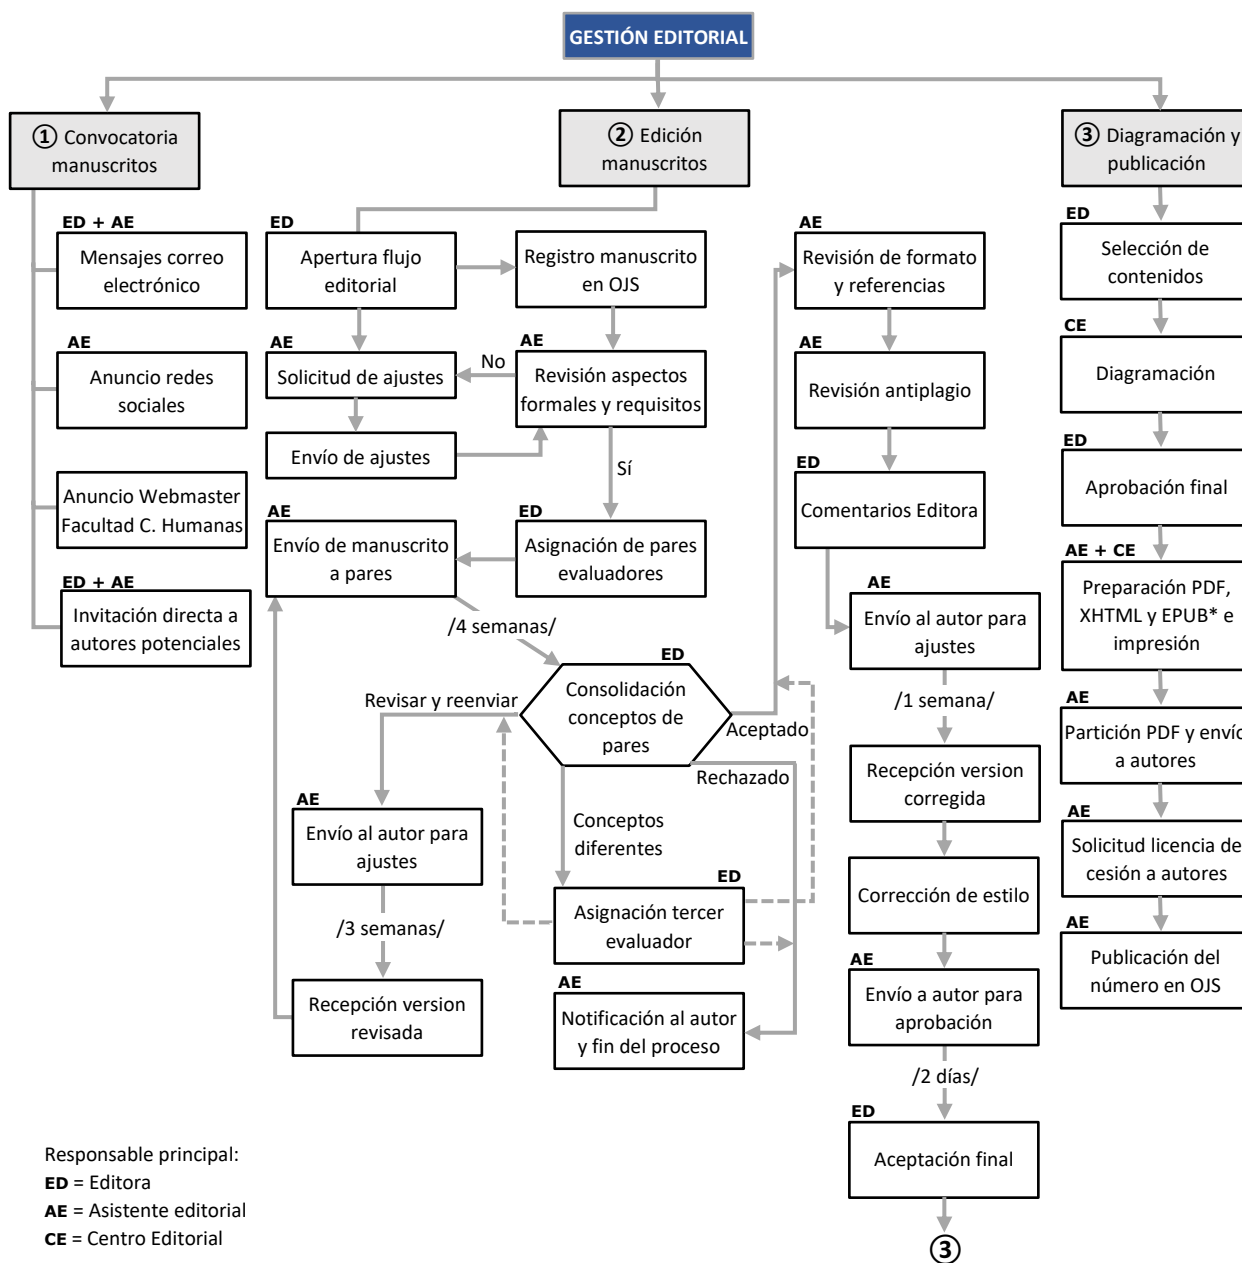 GESTIÓN EDITORIAL
① Convocatoria
manuscritos
ED + AE
Mensajes correo
electrónico
AE
Anuncio redes
sociales
Anuncio Webmaster
Facultad C. Humanas
ED + AE
Invitación directa a
autores potenciales
② Edición
manuscritos
ED
Apertura flujo
editorial
Registro manuscrito
en OJS
AE
Solicitud de ajustes
No
AE
Revisión aspectos
formales y requisitos
Envío de ajustes
Sí
AE
Envío de manuscrito
a pares
ED
Asignación de pares
evaluadores
/4 semanas/
ED
Consolidación
conceptos de
pares
Revisar y reenviar
Aceptado
Rechazado
AE
Envío al autor para
ajustes
Conceptos
diferentes
/3 semanas/
ED
Asignación tercer
evaluador
Recepción version
revisada
AE
Notificación al autor
y fin del proceso
AE
Revisión de formato
y referencias
AE
Revisión antiplagio
ED
Comentarios Editora
AE
Envío al autor para
ajustes
/1 semana/
Recepción version
corregida
Corrección de estilo
AE
Envío a autor para
aprobación
/2 días/
ED
Aceptación final
③
③ Diagramación y
publicación
ED
Selección de
contenidos
CE
Diagramación
ED
Aprobación final
AE + CE
Preparación PDF,
XHTML y EPUB* e
impresión
AE
Partición PDF y envío
a autores
AE
Solicitud licencia de
cesión a autores
AE
Publicación del
número en OJS
Responsable principal:
ED = Editora
AE = Asistente editorial
CE = Centro Editorial